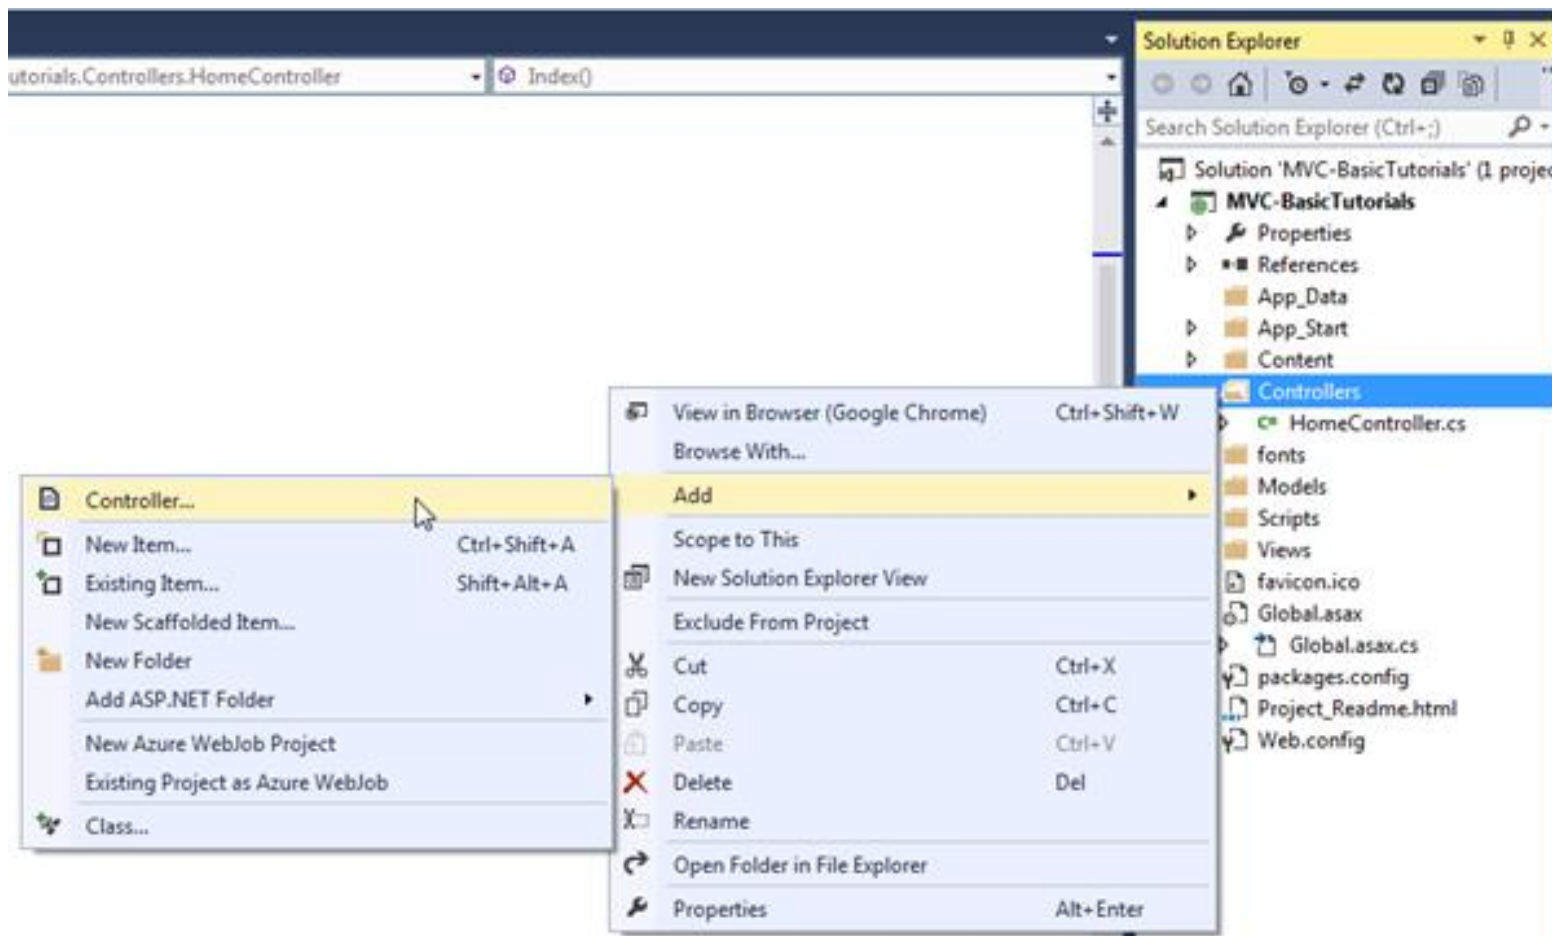 utorials.Controllers.HomeController
Index()
Solution Explorer
Search Solution Explorer (Ctrl+;)
Solution 'MVC-BasicTutorials' (1 projec
MVC-BasicTutorials
Properties
References
App_Data
App_Start
Content
Controllers
C# HomeController.cs
fonts
Models
Scripts
Views
favicon.ico
Global.asax
Global.asax.cs
packages.config
Project_Readme.html
Web.config
View in Browser (Google Chrome) Ctrl+Shift+W
Browse With...
Add
Scope to This
New Solution Explorer View
Exclude From Project
Cut Ctrl+X
Copy Ctrl+C
Paste Ctrl+V
Delete Del
Rename
Open Folder in File Explorer
Properties Alt+Enter
Controller...
New Item... Ctrl+Shift+A
Existing Item... Shift+Alt+A
New Scaffolded Item...
New Folder
Add ASP.NET Folder
New Azure WebJob Project
Existing Project as Azure WebJob
Class...